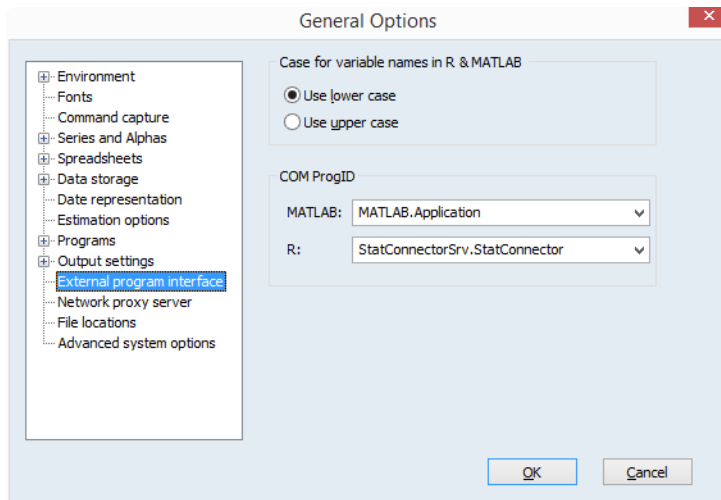 General Options
Environment
Fonts
Command capture
Series and Alphas
Spreadsheets
Data storage
Date representation
Estimation options
Programs
Output settings
External program interface
Network proxy server
File locations
Advanced system options
Case for variable names in R & MATLAB
Use lower case
Use upper case
COM ProgID
MATLAB: MATLAB.Application
R: StatConnectorSrv.StatConnector
OK Cancel